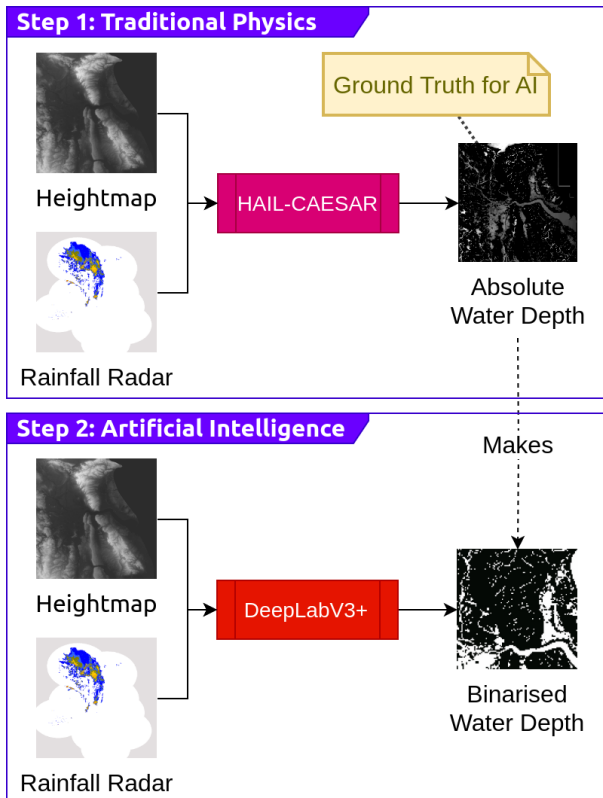 Step 1: Traditional Physics
Ground Truth for AI
Heightmap
HAIL-CAESAR
Absolute
Water Depth
Rainfall Radar
Step 2: Artificial Intelligence
Makes
Heightmap
DeepLabV3+
Binarised
Water Depth
Rainfall Radar